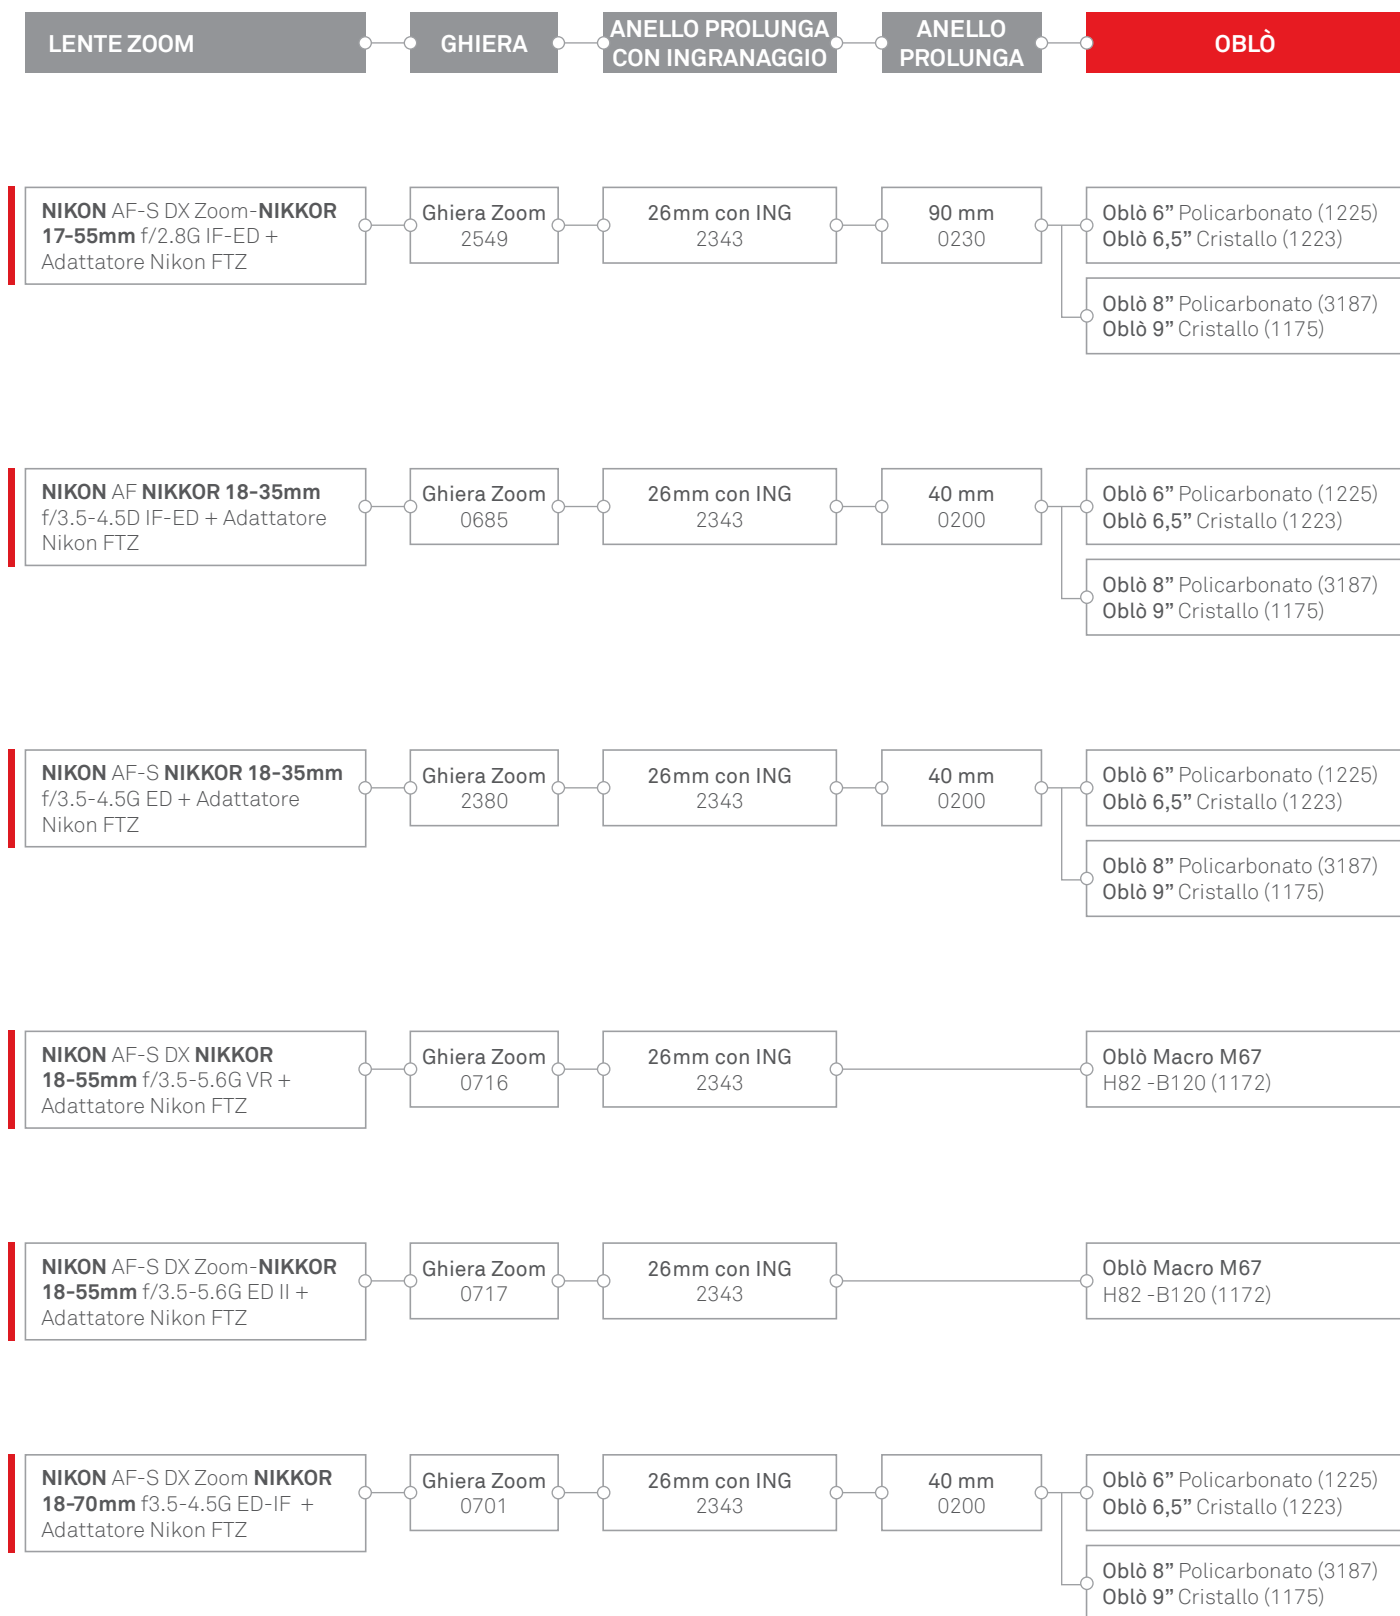 LENTE ZOOM
GHIERA
ANELLO PROLUNGA
CON INGRANAGGIO
ANELLO
PROLUNGA
OBLÒ
NIKON AF-S DX Zoom-NIKKOR
17-55mm f/2.8G IF-ED +
Adattatore Nikon FTZ
Ghiera Zoom
2549
26mm con ING
2343
90 mm
0230
Oblò 6” Policarbonato (1225)
Oblò 6,5” Cristallo (1223)
Oblò 8” Policarbonato (3187)
Oblò 9” Cristallo (1175)
NIKON AF NIKKOR 18-35mm
f/3.5-4.5D IF-ED + Adattatore
Nikon FTZ
Ghiera Zoom
0685
26mm con ING
2343
40 mm
0200
Oblò 6” Policarbonato (1225)
Oblò 6,5” Cristallo (1223)
Oblò 8” Policarbonato (3187)
Oblò 9” Cristallo (1175)
NIKON AF-S NIKKOR 18-35mm
f/3.5-4.5G ED + Adattatore
Nikon FTZ
Ghiera Zoom
2380
26mm con ING
2343
40 mm
0200
Oblò 6” Policarbonato (1225)
Oblò 6,5” Cristallo (1223)
Oblò 8” Policarbonato (3187)
Oblò 9” Cristallo (1175)
NIKON AF-S DX NIKKOR
18-55mm f/3.5-5.6G VR +
Adattatore Nikon FTZ
Ghiera Zoom
0716
26mm con ING
2343
Oblò Macro M67
H82 -B120 (1172)
NIKON AF-S DX Zoom-NIKKOR
18-55mm f/3.5-5.6G ED II +
Adattatore Nikon FTZ
Ghiera Zoom
0717
26mm con ING
2343
Oblò Macro M67
H82 -B120 (1172)
NIKON AF-S DX Zoom NIKKOR
18-70mm f3.5-4.5G ED-IF +
Adattatore Nikon FTZ
Ghiera Zoom
0701
26mm con ING
2343
40 mm
0200
Oblò 6” Policarbonato (1225)
Oblò 6,5” Cristallo (1223)
Oblò 8” Policarbonato (3187)
Oblò 9” Cristallo (1175)